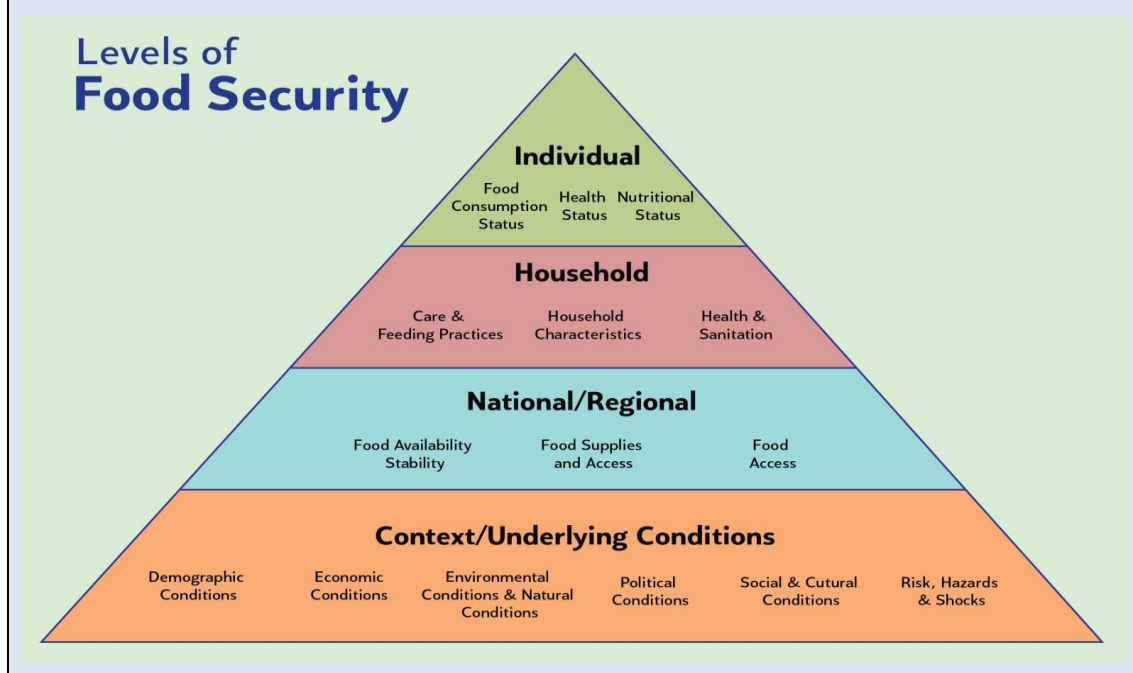 Levels of
Food Security
Individual
Food
Consumption
Status
Health
Status
Nutritional
Status
Household
Care &
Feeding Practices
Household
Characteristics
Health &
Sanitation
National/Regional
Food Availability
Stability
Food Supplies
and Access
Food
Access
Context/Underlying Conditions
Demographic
Conditions
Economic
Conditions
Environmental
Conditions & Natural
Conditions
Political
Conditions
Social & Cutural
Conditions
Risk, Hazards
& Shocks